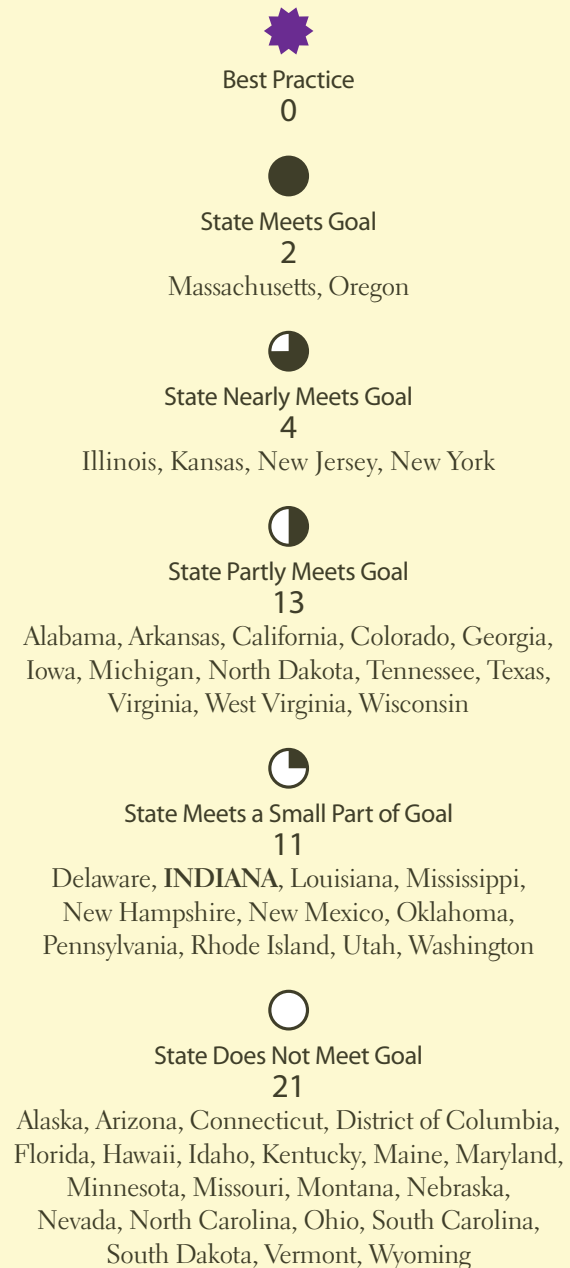 Best Practice
0
State Meets Goal
2
Massachusetts, Oregon
State Nearly Meets Goal
4
Illinois, Kansas, New Jersey, New York
State Partly Meets Goal
13
Alabama, Arkansas, California, Colorado, Georgia,
Iowa, Michigan, North Dakota, Tennessee, Texas,
Virginia, West Virginia, Wisconsin
State Meets a Small Part of Goal
11
Delaware, INDIANA, Louisiana, Mississippi,
New Hampshire, New Mexico, Oklahoma,
Pennsylvania, Rhode Island, Utah, Washington
State Does Not Meet Goal
21
Alaska, Arizona, Connecticut, District of Columbia,
Florida, Hawaii, Idaho, Kentucky, Maine, Maryland,
Minnesota, Missouri, Montana, Nebraska,
Nevada, North Carolina, Ohio, South Carolina,
South Dakota, Vermont, Wyoming